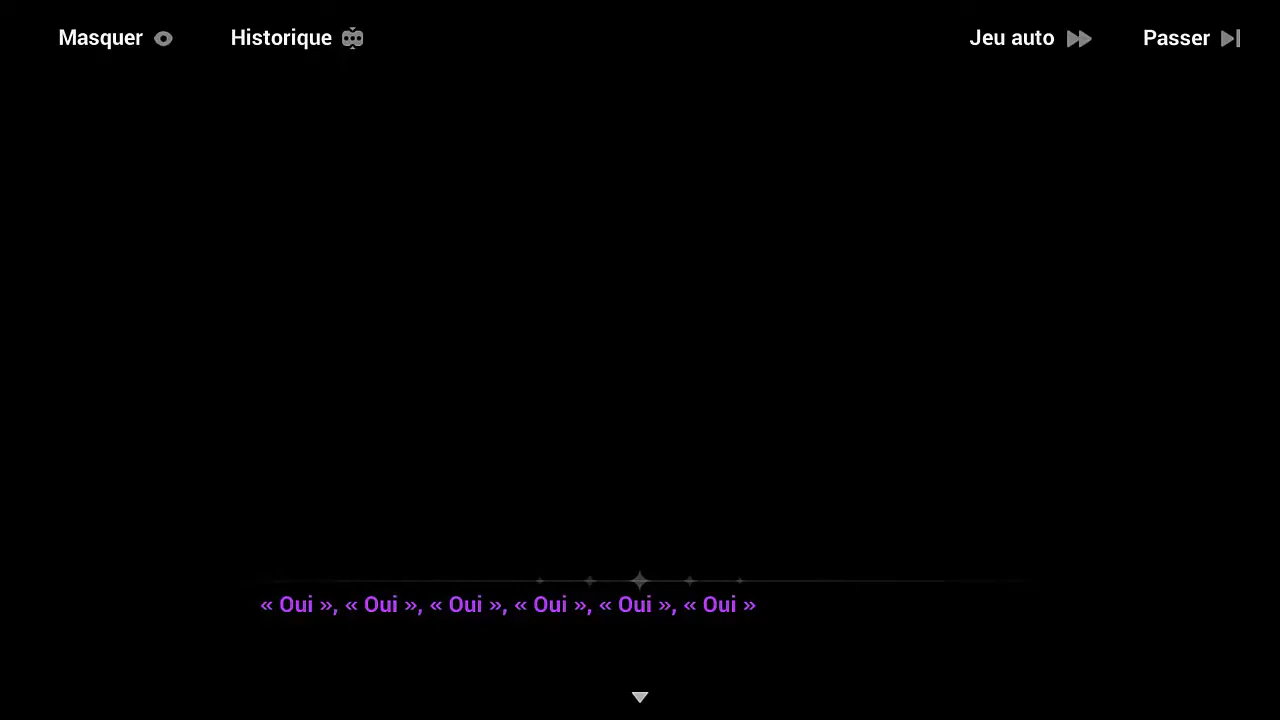 Masquer Historique Jeu auto Passer
« Oui », « Oui », « Oui », « Oui », « Oui », « Oui »